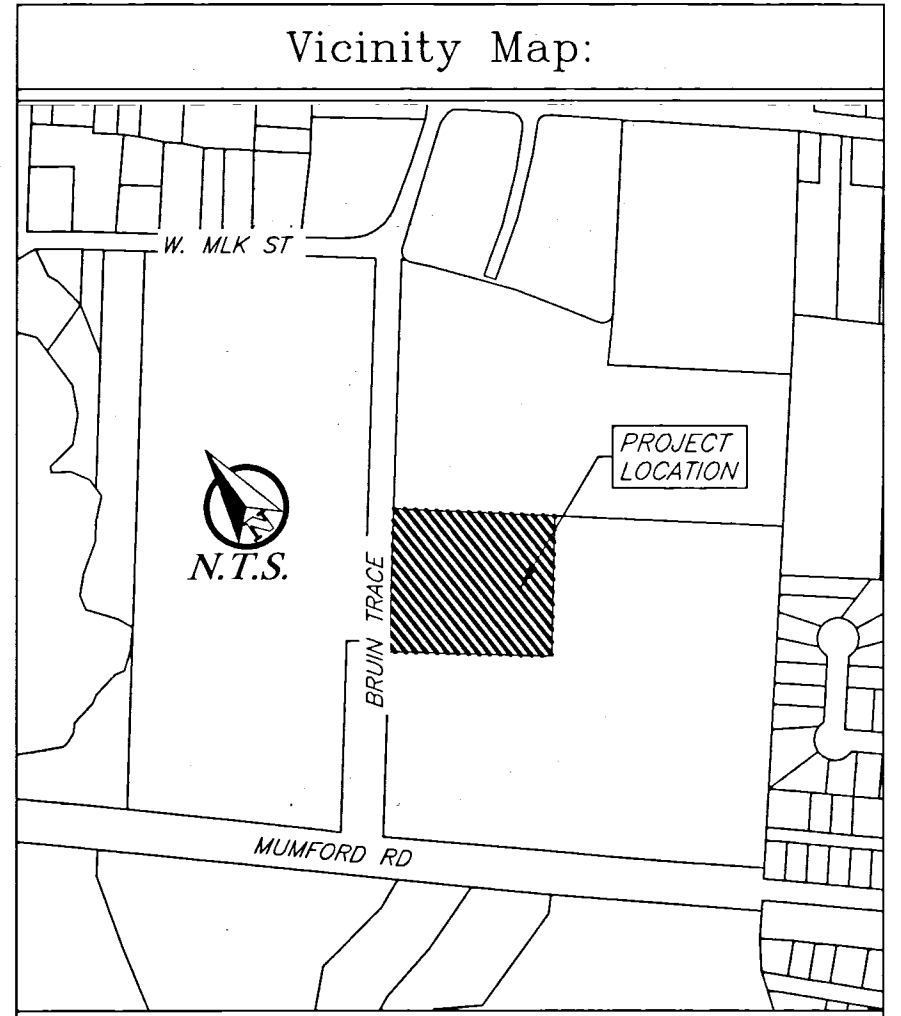 Vicinity Map:
W. MLK ST
PROJECT
LOCATION
N
N.T.S.
BRUIN TRACE
MUMFORD RD